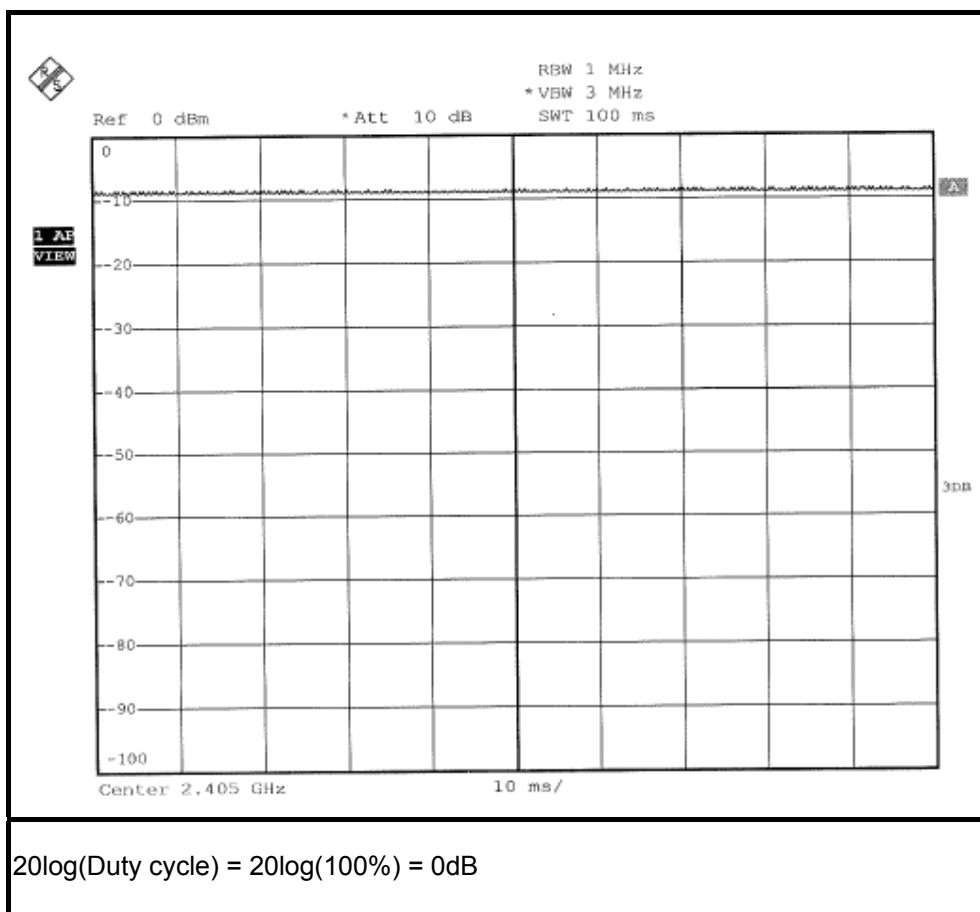 R S
RBW 1 MHz
*VBW 3 MHz
Ref 0 dBm *Att 10 dB SWT 100 ms
0
A
-10
1 AP
VIEW
-20
-30
-40
-50
3DB
-60
-70
-80
-90
-100
Center 2.405 GHz 10 ms/
20log(Duty cycle) = 20log(100%) = 0dB